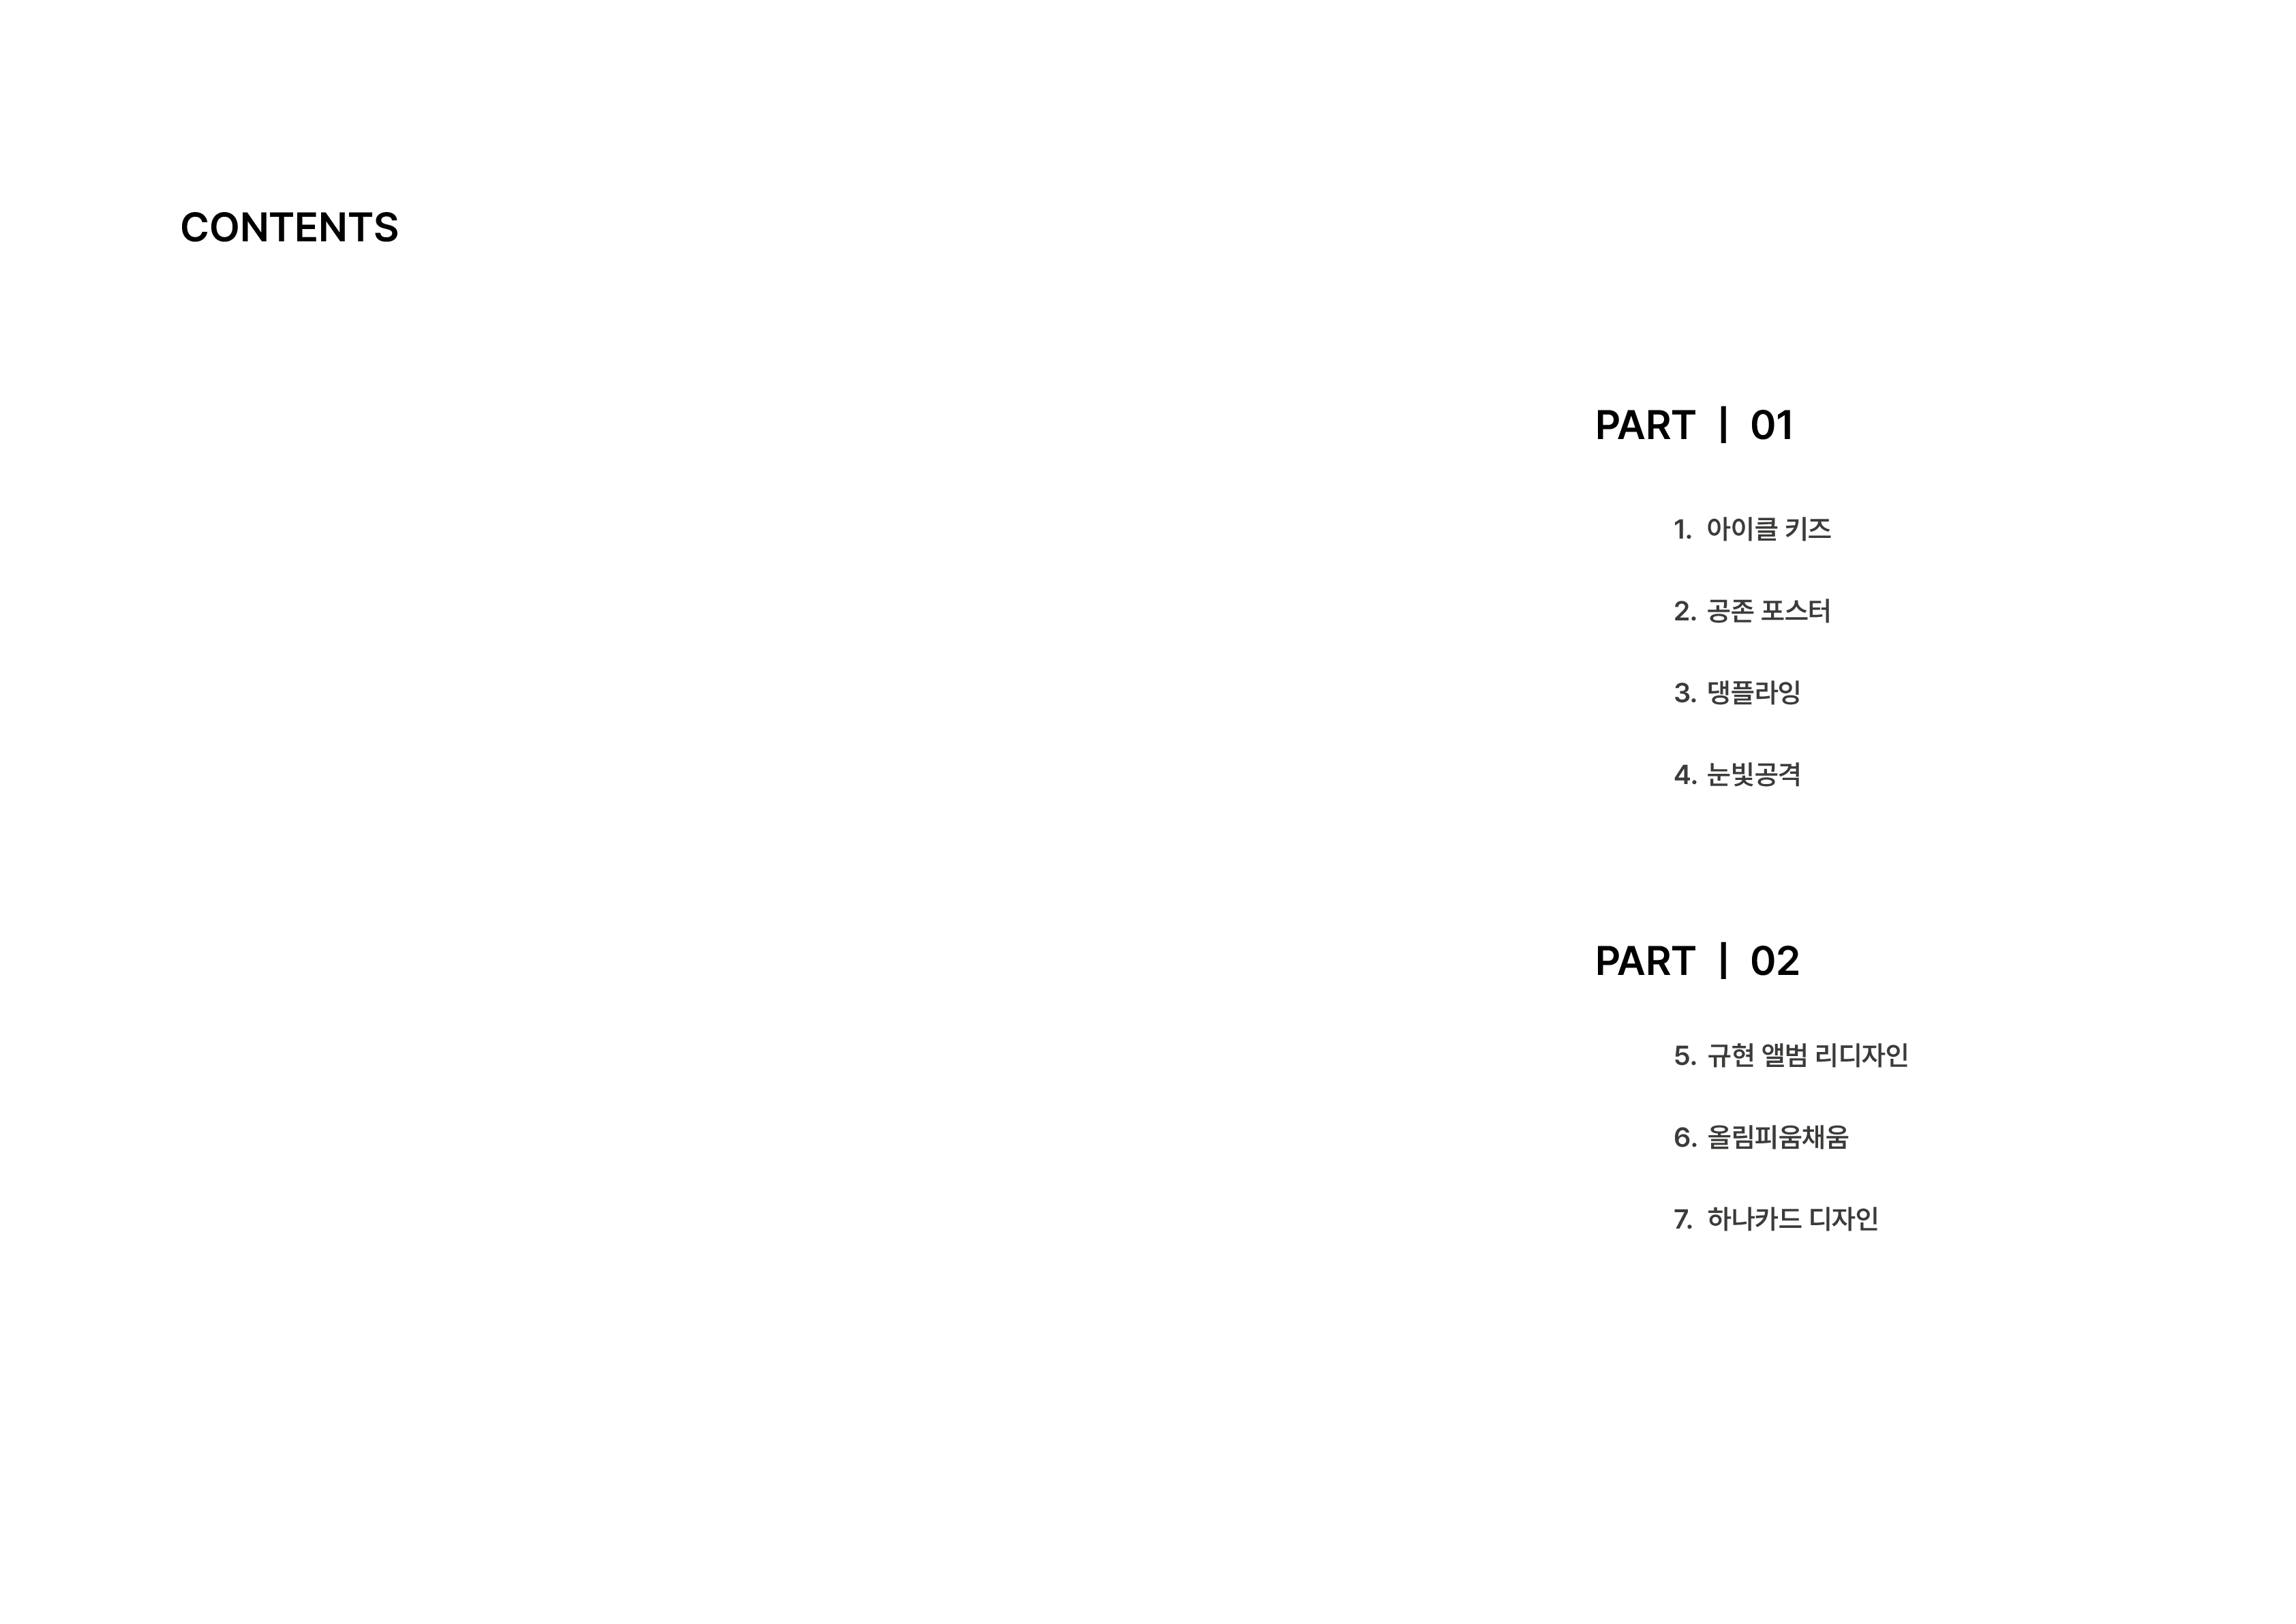 CONTENTS
PART | 01
1. 아이클 키즈
2. 공존 포스터
3. 댕플라잉
4. 눈빛공격
PART | 02
5. 규현 앨범 리디자인
6. 올림피움채움
7. 하나카드 디자인